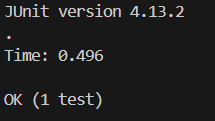 JUnit version 4.13.2
.
Time: 0.496
OK (1 test)